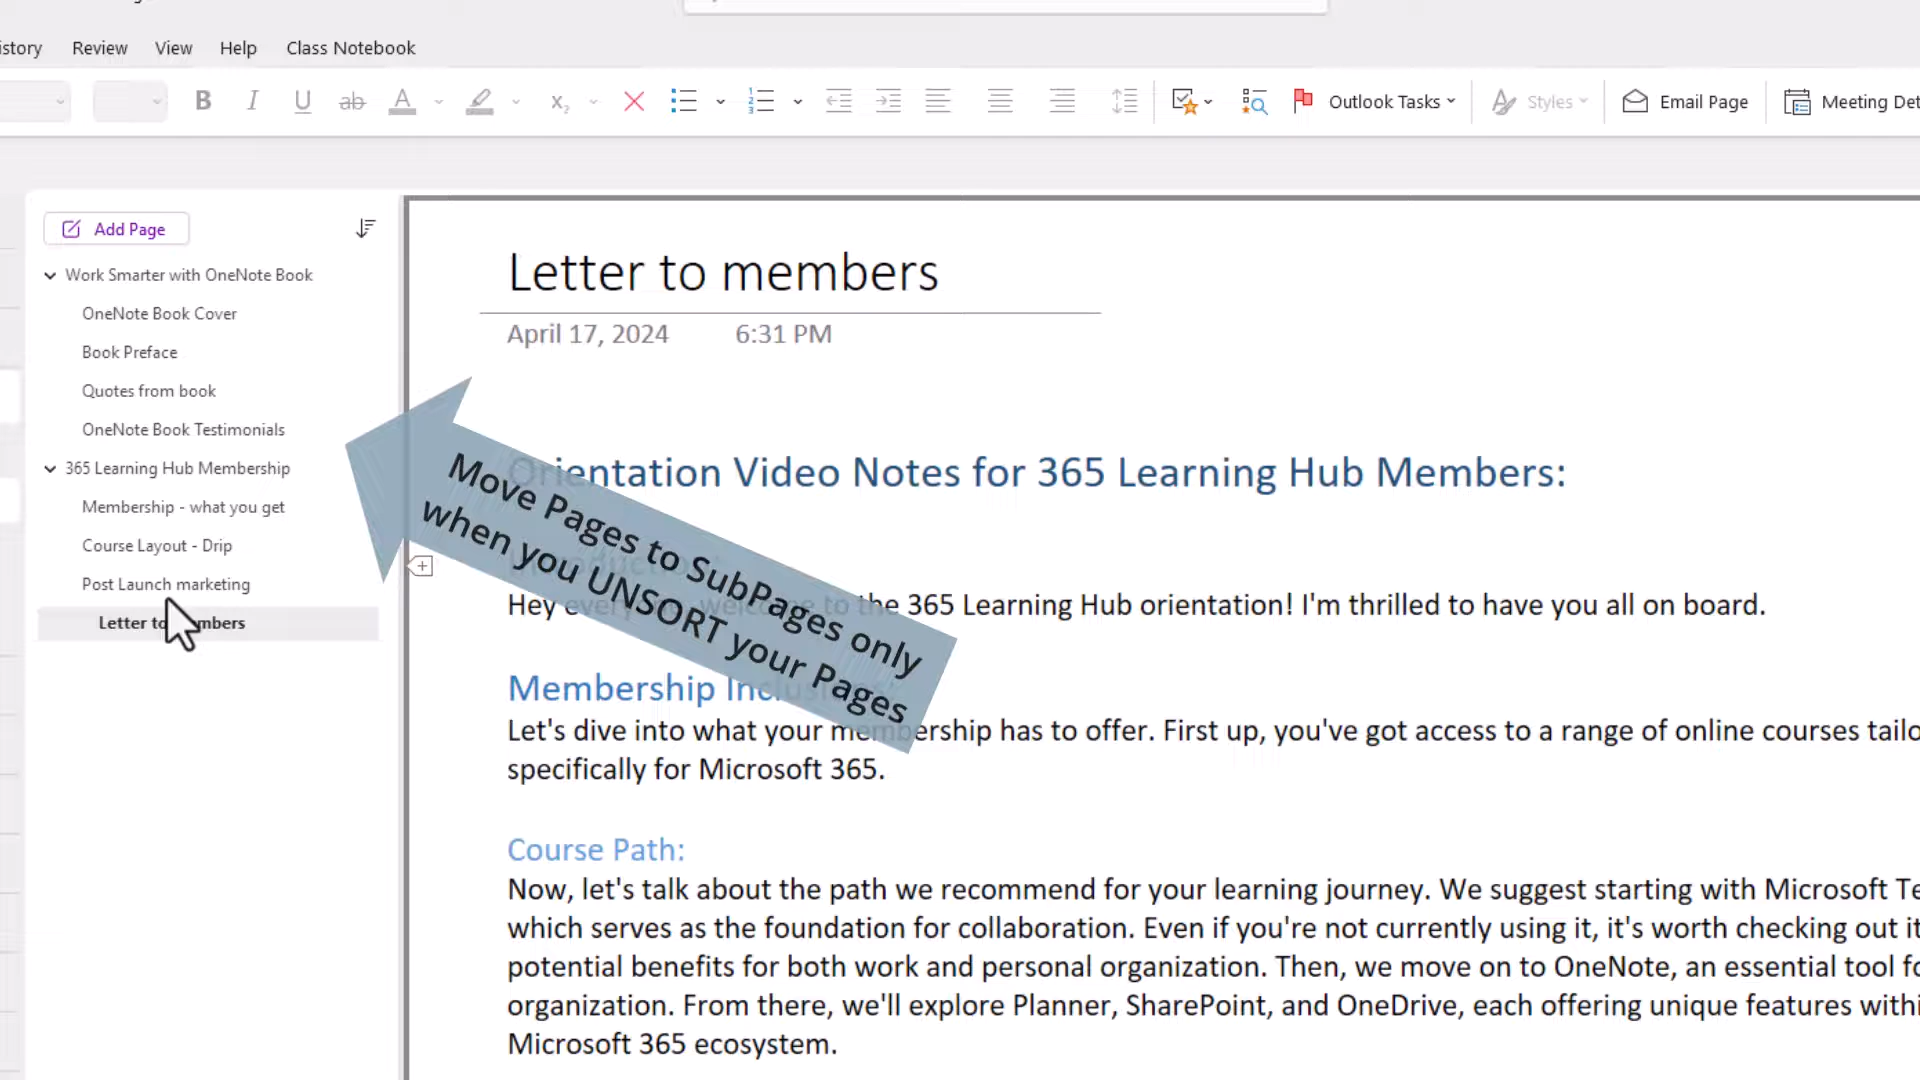 istory Review View Help Class Notebook
B I U ab A x₂ Outlook Tasks Styles Email Page Meeting Det
Add Page
Work Smarter with OneNote Book
OneNote Book Cover
Book Preface
Quotes from book
OneNote Book Testimonials
365 Learning Hub Membership
Membership - what you get
Course Layout - Drip
Post Launch marketing
Letter to mbers
Letter to members
April 17, 2024 6:31 PM
Orientation Video Notes for 365 Learning Hub Members:
Move Pages to SubPages only
when you UNSORT your Pages
Hey everyone, welcome to the 365 Learning Hub orientation! I'm thrilled to have you all on board.
Membership Inclusions:
Let's dive into what your membership has to offer. First up, you've got access to a range of online courses tailo
specifically for Microsoft 365.
Course Path:
Now, let's talk about the path we recommend for your learning journey. We suggest starting with Microsoft Te
which serves as the foundation for collaboration. Even if you're not currently using it, it's worth checking out it
potential benefits for both work and personal organization. Then, we move on to OneNote, an essential tool fo
organization. From there, we'll explore Planner, SharePoint, and OneDrive, each offering unique features withi
Microsoft 365 ecosystem.